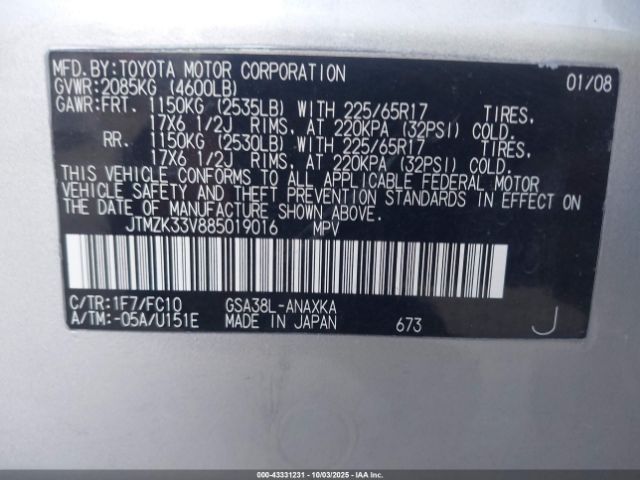 MFD.BY:TOYOTA MOTOR CORPORATION 01/08
GVWR:2085KG (4600LB)
GAWR:FRT. 1150KG (2535LB) WITH 225/65R17 TIRES,
17X6 1/2J RIMS, AT 220KPA (32PSI) COLD.
RR. 1150KG (2530LB) WITH 225/65R17 TIRES,
17X6 1/2J RIMS, AT 220KPA (32PSI) COLD.
THIS VEHICLE CONFORMS TO ALL APPLICABLE FEDERAL MOTOR
VEHICLE SAFETY AND THEFT PREVENTION STANDARDS IN EFFECT ON
THE DATE OF MANUFACTURE SHOWN ABOVE.
JTMZK33V885019016 MPV
C/TR:1F7/FC10 GSA38L-ANAXKA
A/TM:-05A/U151E MADE IN JAPAN 673 J
000-43331231 - 10/03/2025 - IAA Inc.